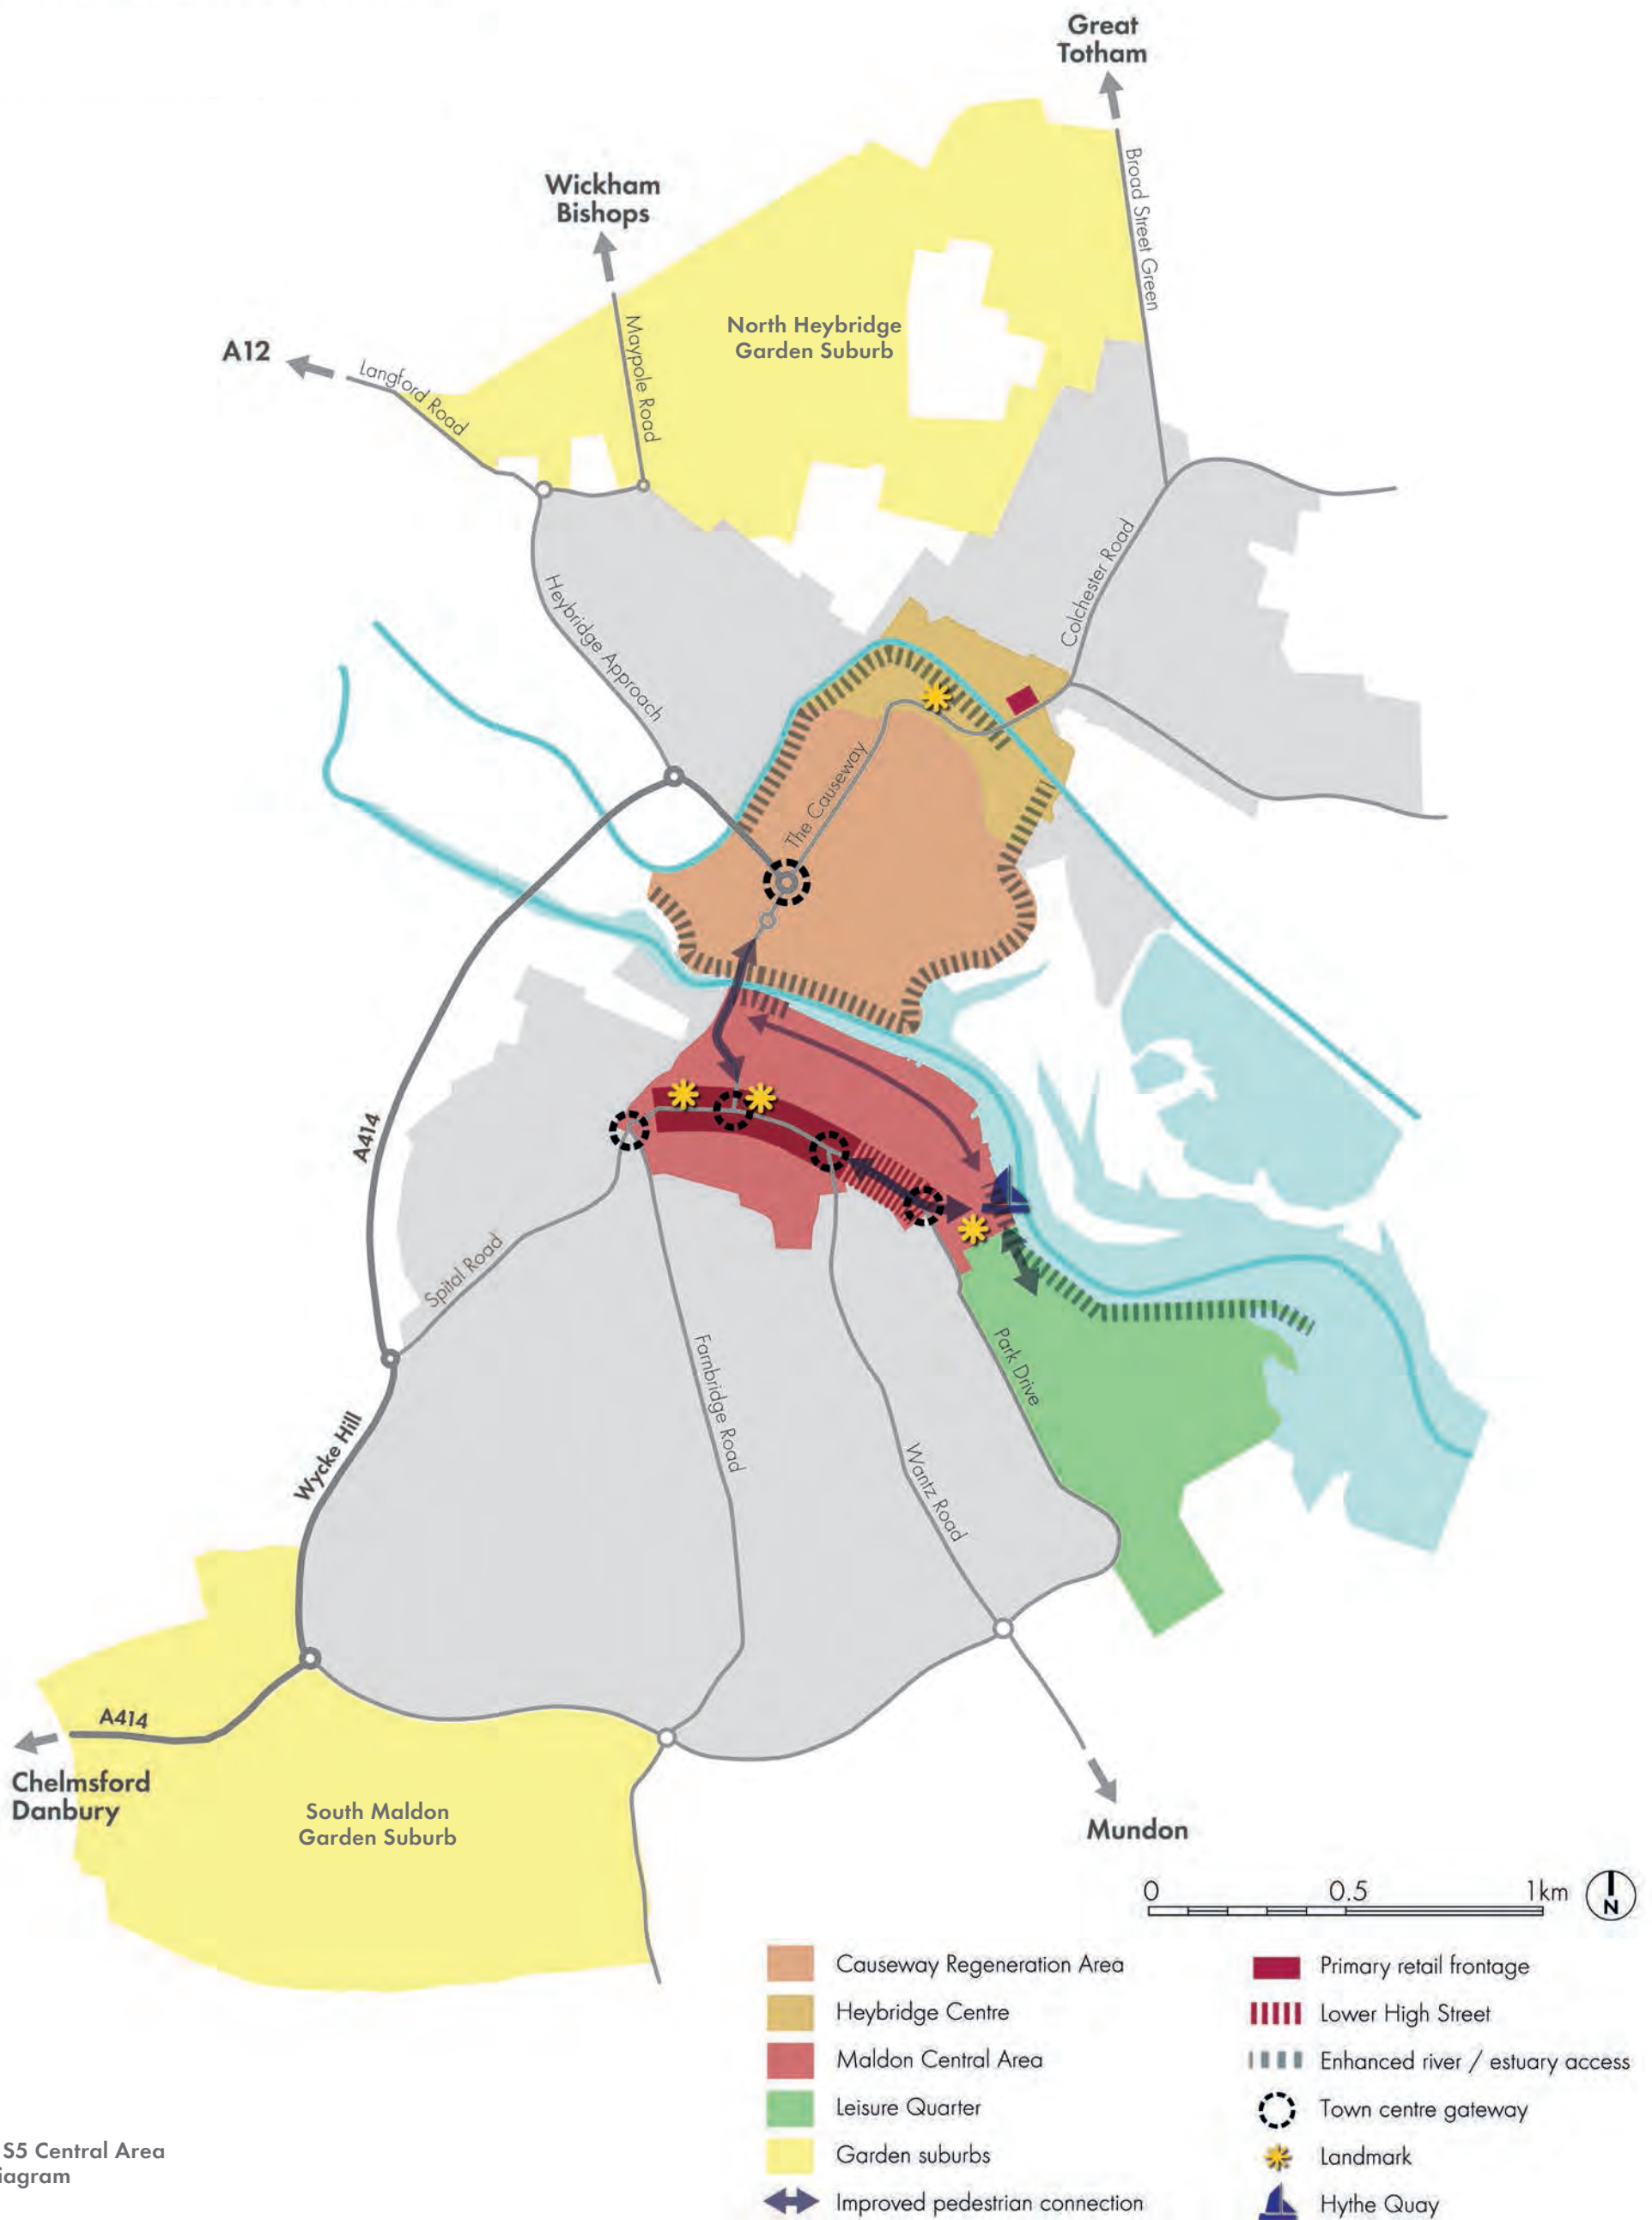 Great
Totham
Broad Street Green
Wickham
Bishops
Maypole Road
North Heybridge
Garden Suburb
A12
Langford Road
Heybridge Approach
Colchester Road
The Causeway
A414
Spital Road
Fambridge Road
Park Drive
Wantz Road
Wycke Hill
A414
Chelmsford
Danbury
South Maldon
Garden Suburb
Mundon
0 0.5 1km
N
Causeway Regeneration Area
Heybridge Centre
Maldon Central Area
Leisure Quarter
Garden suburbs
Improved pedestrian connection
Primary retail frontage
Lower High Street
Enhanced river / estuary access
Town centre gateway
Landmark
Hythe Quay
S5 Central Area
iagram